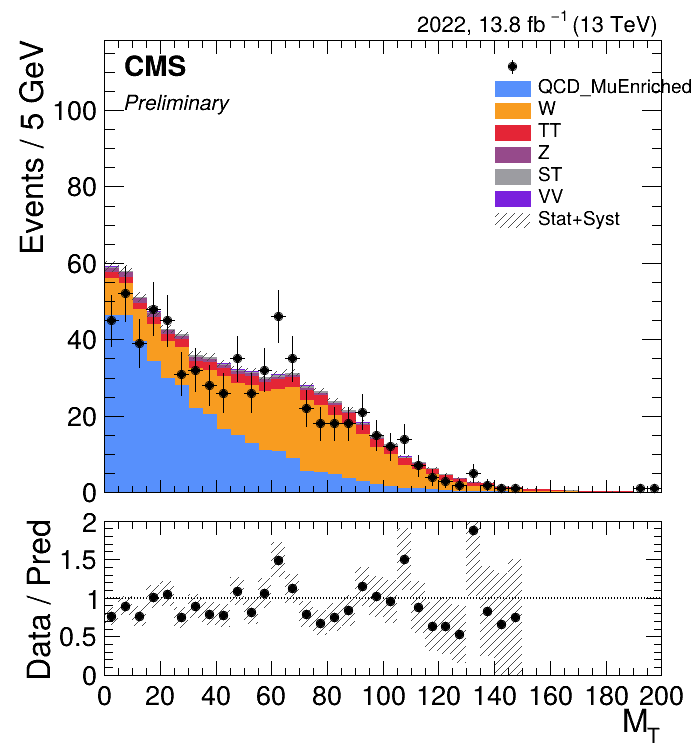 2022, 13.8 fb⁻¹ (13 TeV)
CMS
Preliminary
QCD_MuEnriched
W
TT
Z
ST
VV
Stat+Syst
Events / 5 GeV
100
80
60
40
20
0
Data / Pred
2
1.5
1
0.5
0
0 20 40 60 80 100 120 140 160 180 200
M_T